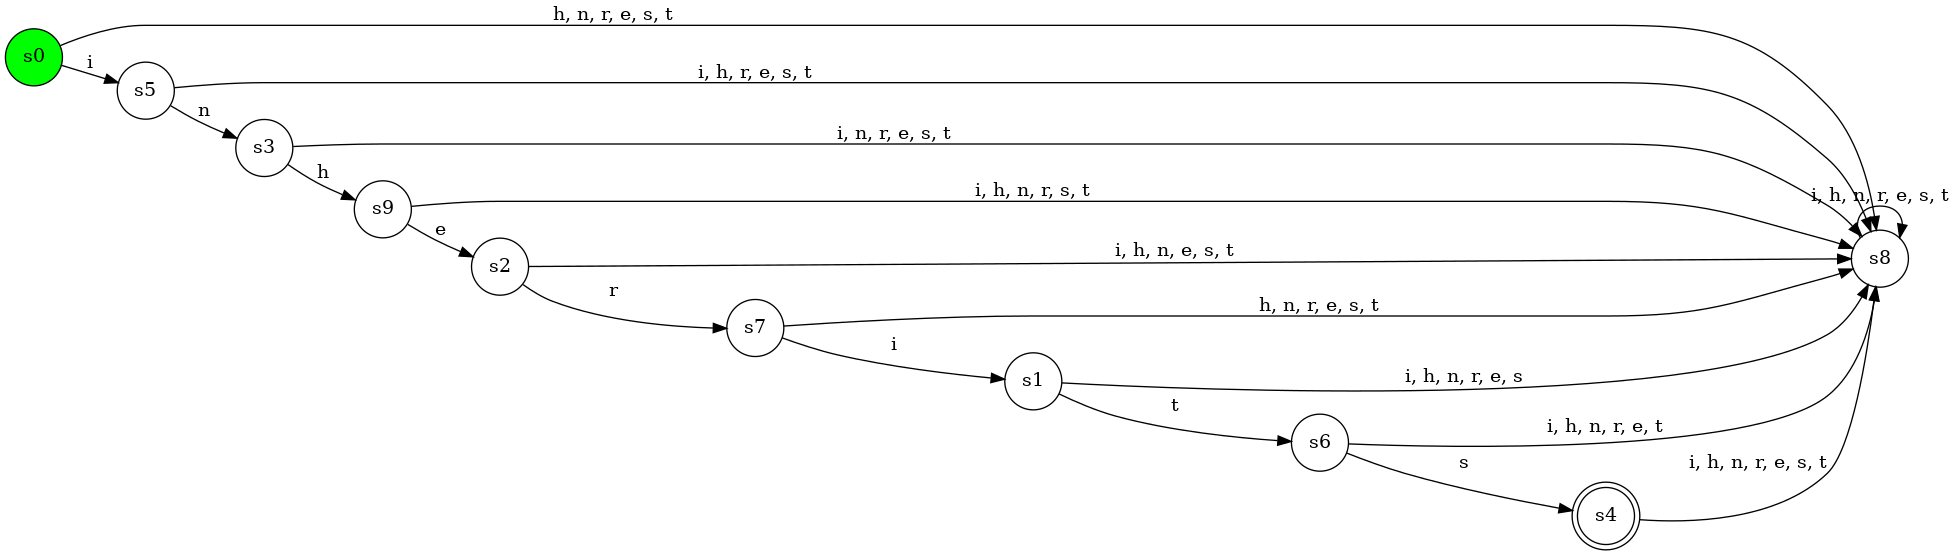 h, n, r, e, s, t
s0
i
i, h, r, e, s, t
s5
n
i, n, r, e, s, t
s3
h
i, h, n, r, s, t
i, h, n, r, e, s, t
s9
e
i, h, n, e, s, t
s8
s2
r
h, n, r, e, s, t
s7
i
i, h, n, r, e, s
s1
t
i, h, n, r, e, t
s6
s
i, h, n, r, e, s, t
s4